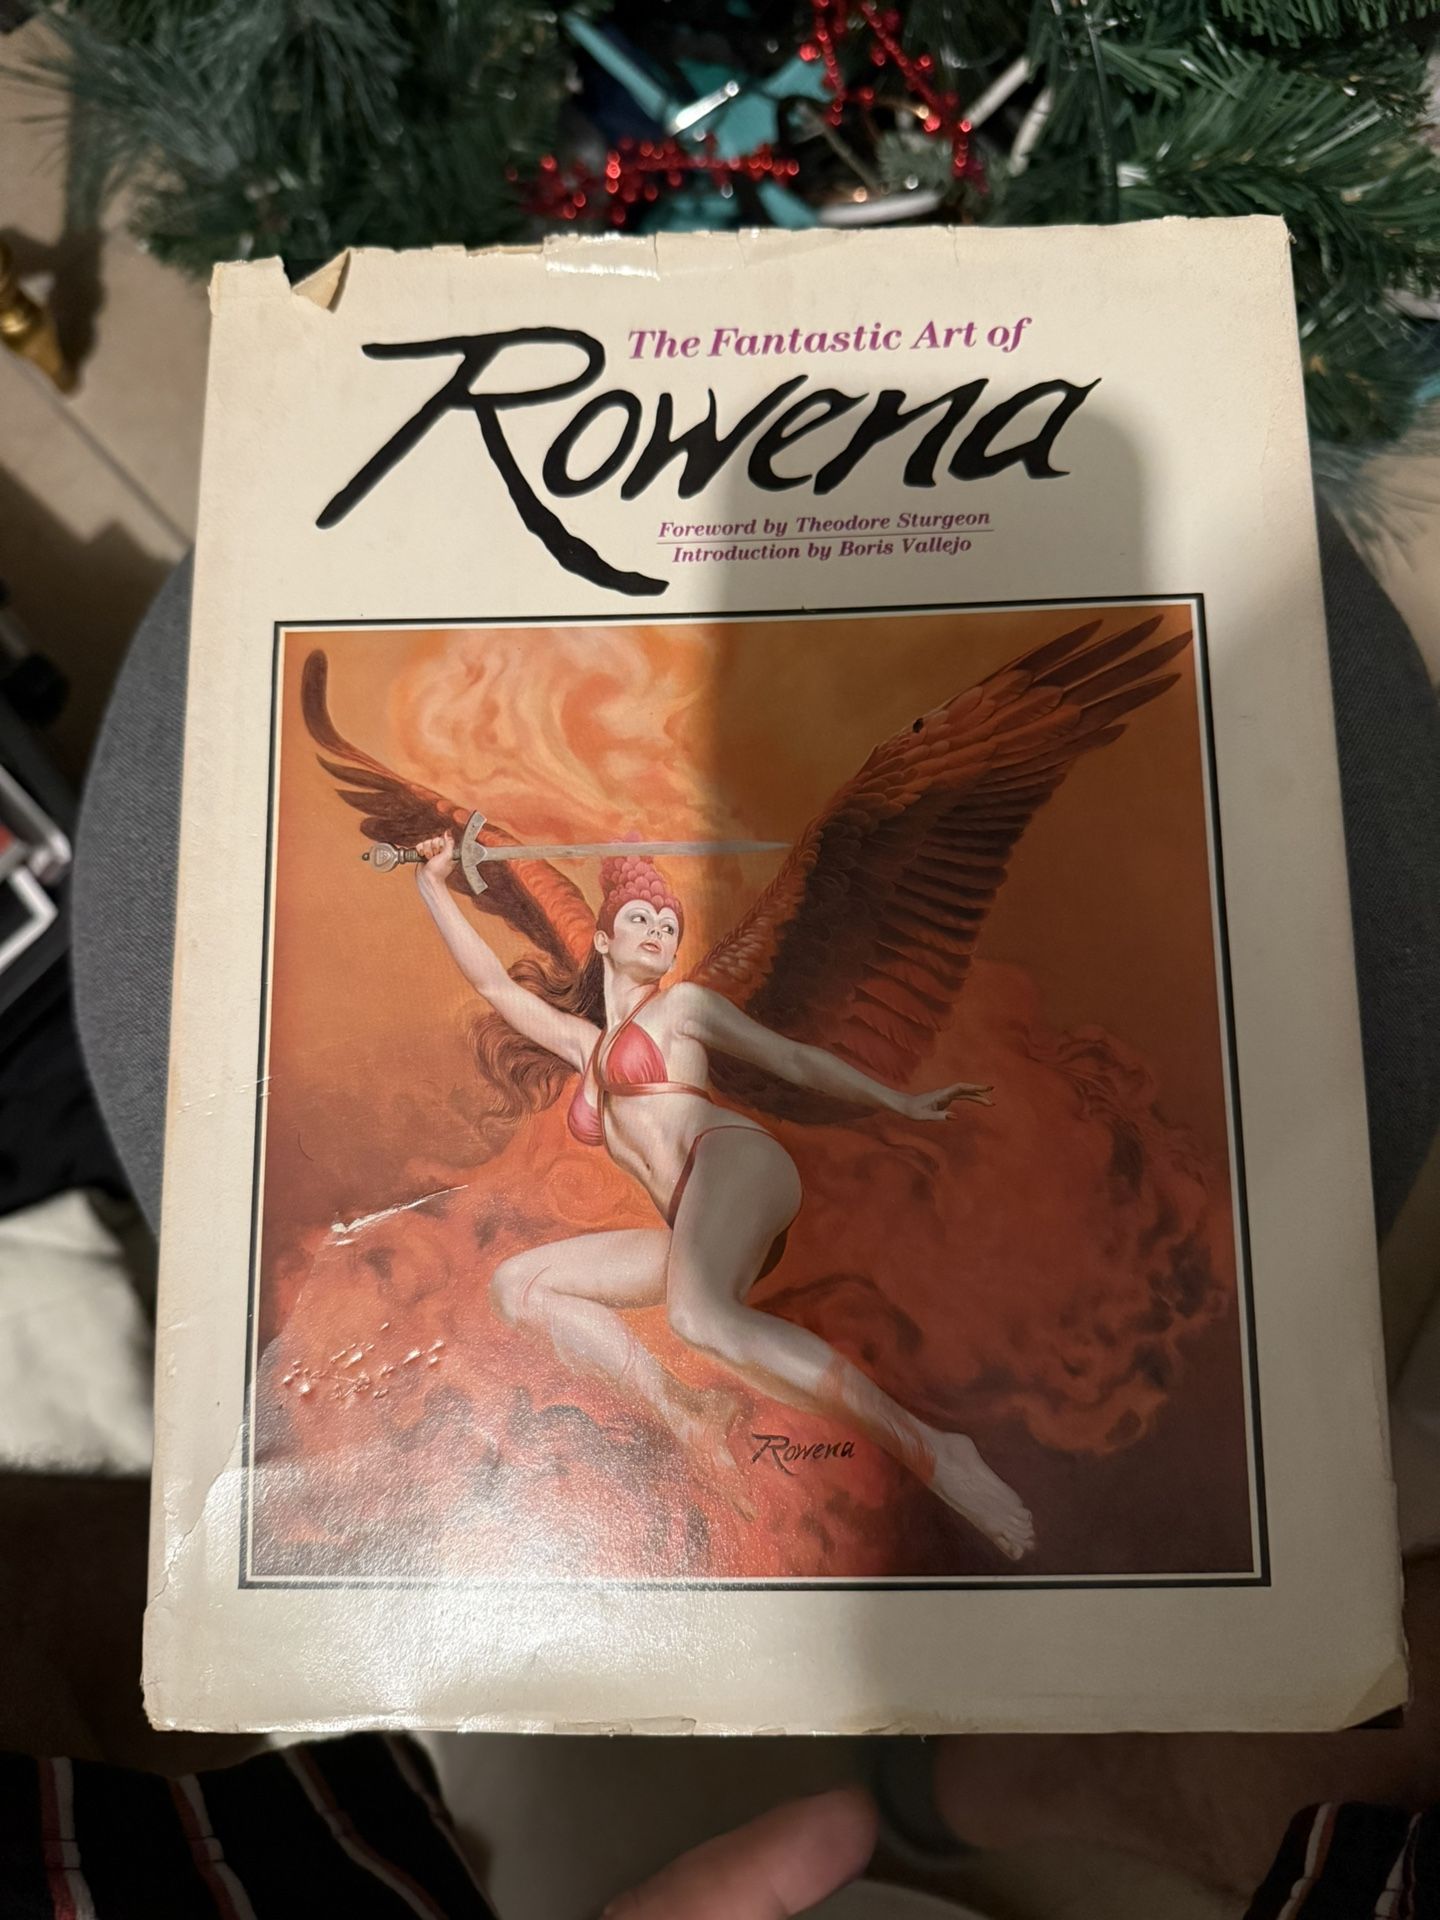 The Fantastic Art of
Rowena
Foreword by Theodore Sturgeon
Introduction by Boris Vallejo
Rowena